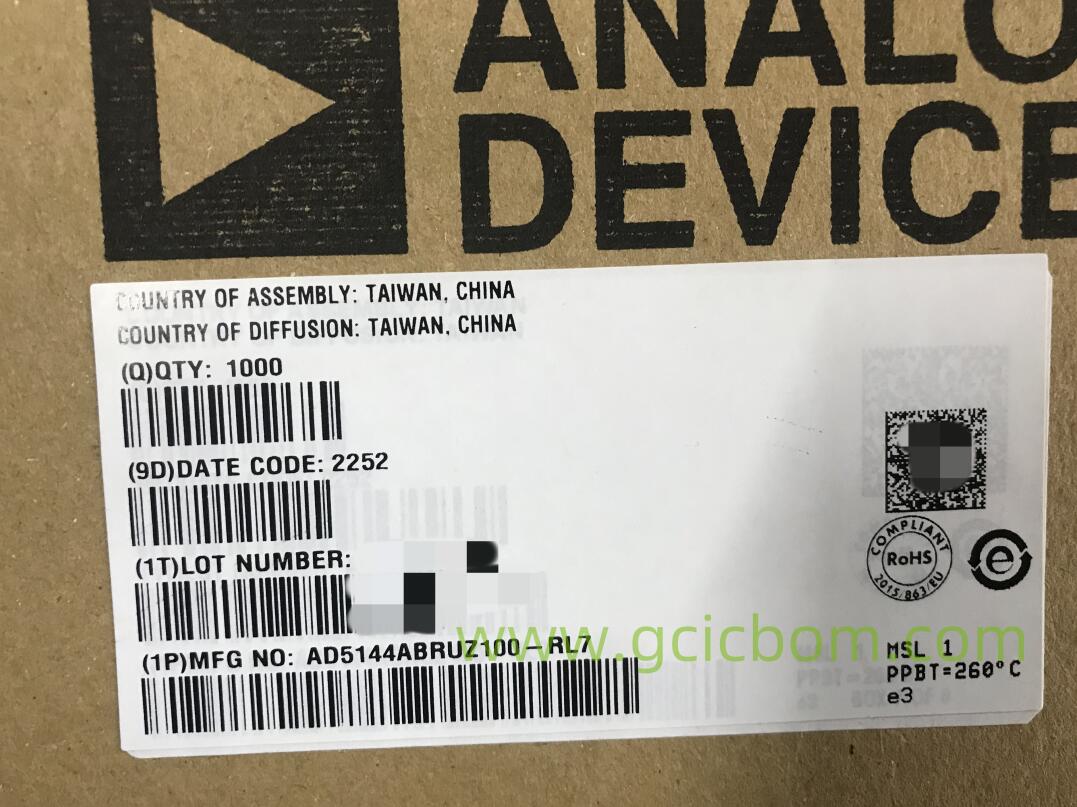 ANALO
DEVICE
COUNTRY OF ASSEMBLY: TAIWAN, CHINA
COUNTRY OF DIFFUSION: TAIWAN, CHINA
(Q)QTY: 1000
(9D)DATE CODE: 2252
(1T)LOT NUMBER:
(1P)MFG NO: AD5144ABRUZ100-RL7
www.gcicbom.com
COMPLIANT
RoHS
2015/863/EU
e
MSL 1
PPBT=260°C
e3